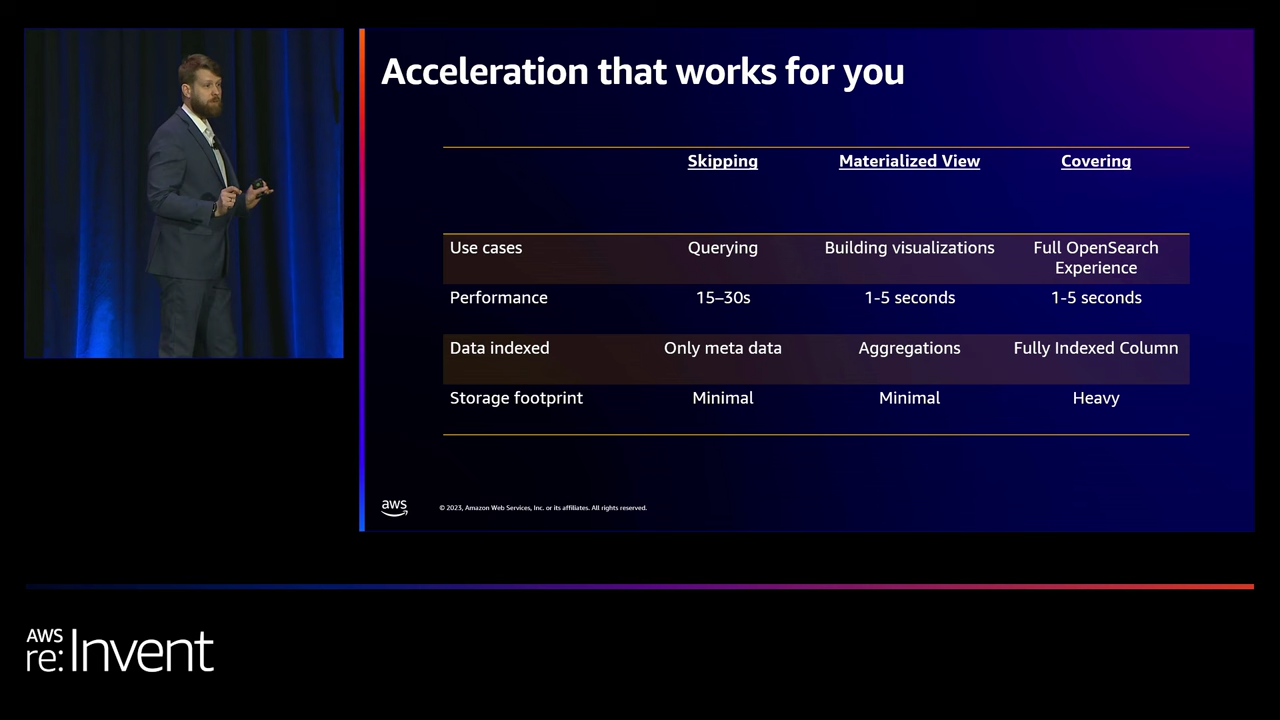 Acceleration that works for you
Skipping Materialized View Covering
Use cases Querying Building visualizations Full OpenSearch
Experience
Performance 15–30s 1-5 seconds 1-5 seconds
Data indexed Only meta data Aggregations Fully Indexed Column
Storage footprint Minimal Minimal Heavy
aws © 2023, Amazon Web Services, Inc. or its affiliates. All rights reserved.
AWS
re:Invent